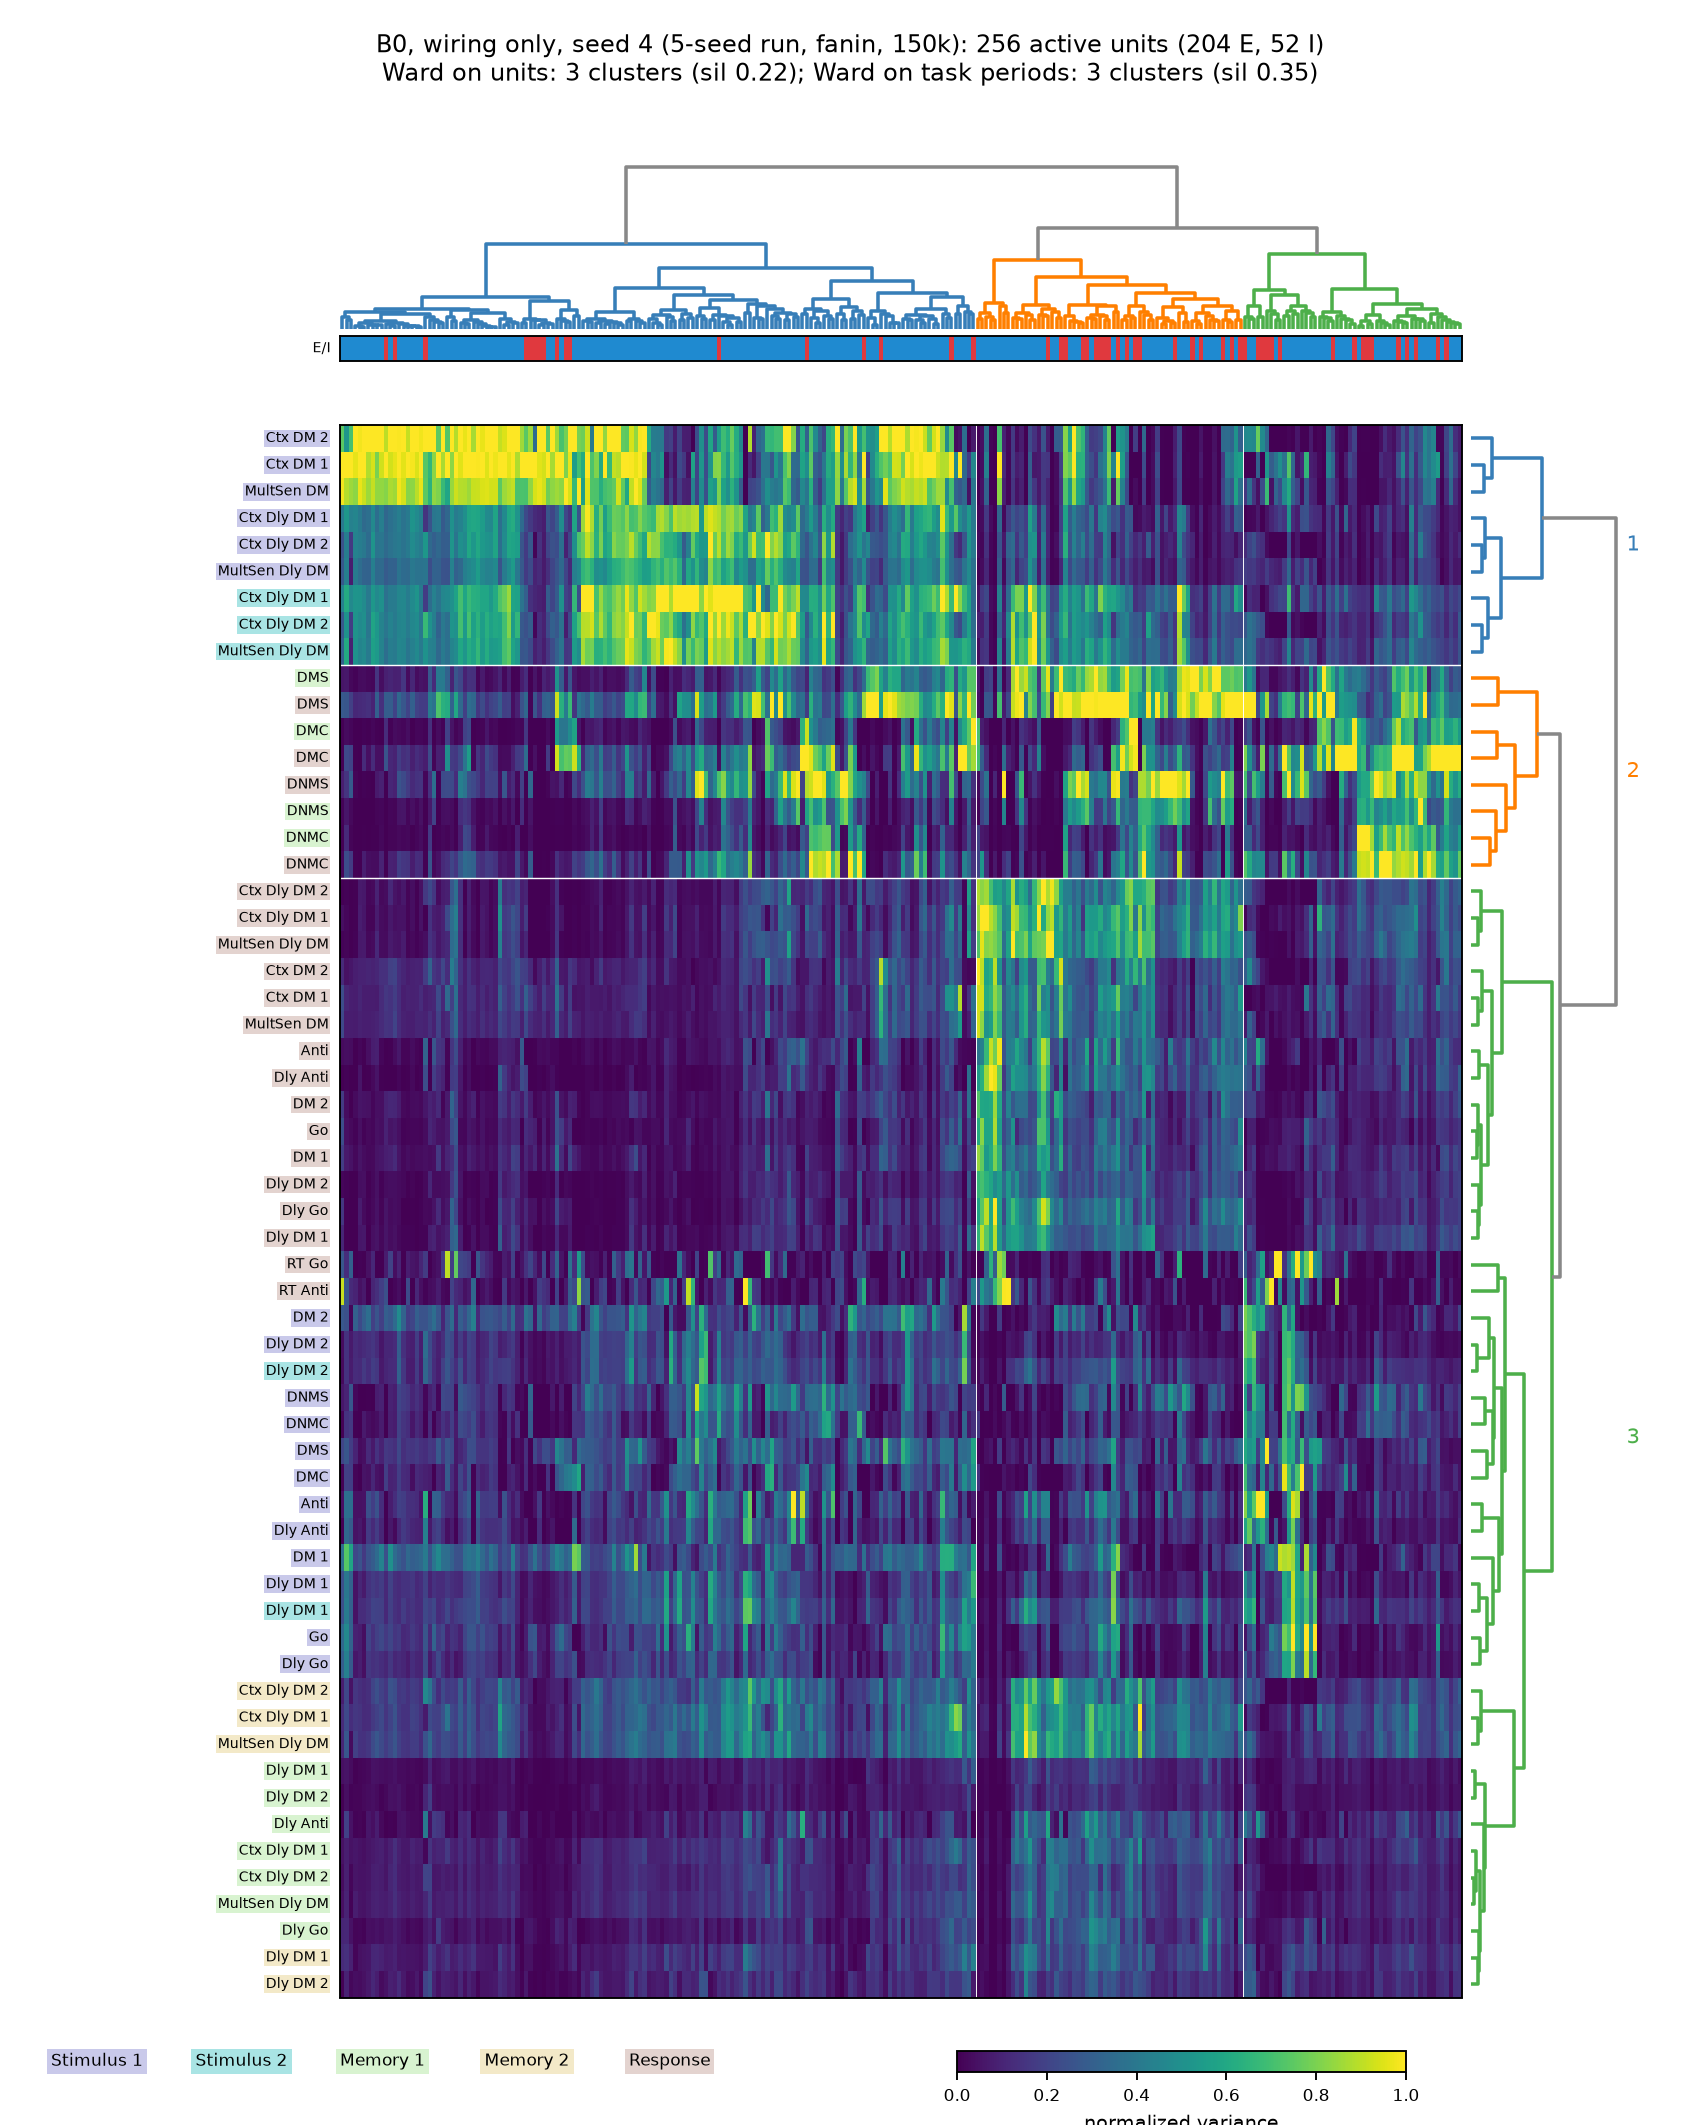 B0, wiring only, seed 4 (5-seed run, fanin, 150k): 256 active units (204 E, 52 I)
Ward on units: 3 clusters (sil 0.22); Ward on task periods: 3 clusters (sil 0.35)
E/I
Ctx DM 2
Ctx DM 1
MultSen DM
Ctx Dly DM 1
Ctx Dly DM 2
1
MultSen Dly DM
Ctx Dly DM 1
Ctx Dly DM 2
MultSen Dly DM
DMS
DMS
DMC
DMC
2
DNMS
DNMS
DNMC
DNMC
Ctx Dly DM 2
Ctx Dly DM 1
MultSen Dly DM
Ctx DM 2
Ctx DM 1
MultSen DM
Anti
Dly Anti
DM 2
Go
DM 1
Dly DM 2
Dly Go
Dly DM 1
RT Go
RT Anti
DM 2
Dly DM 2
Dly DM 2
DNMS
DNMC
3
DMS
DMC
Anti
Dly Anti
DM 1
Dly DM 1
Dly DM 1
Go
Dly Go
Ctx Dly DM 2
Ctx Dly DM 1
MultSen Dly DM
Dly DM 1
Dly DM 2
Dly Anti
Ctx Dly DM 1
Ctx Dly DM 2
MultSen Dly DM
Dly Go
Dly DM 1
Dly DM 2
Stimulus 1 Stimulus 2 Memory 1 Memory 2 Response
0.0 0.2 0.4 0.6 0.8 1.0
normalized variance